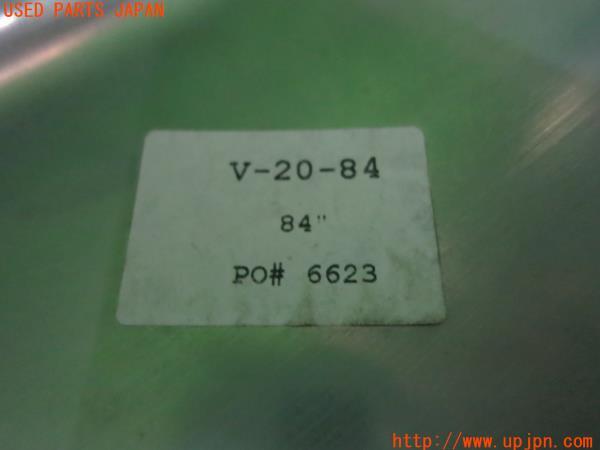 USED PARTS JAPAN
V-20-84
84"
PO# 6623
http://www.upjpn.com